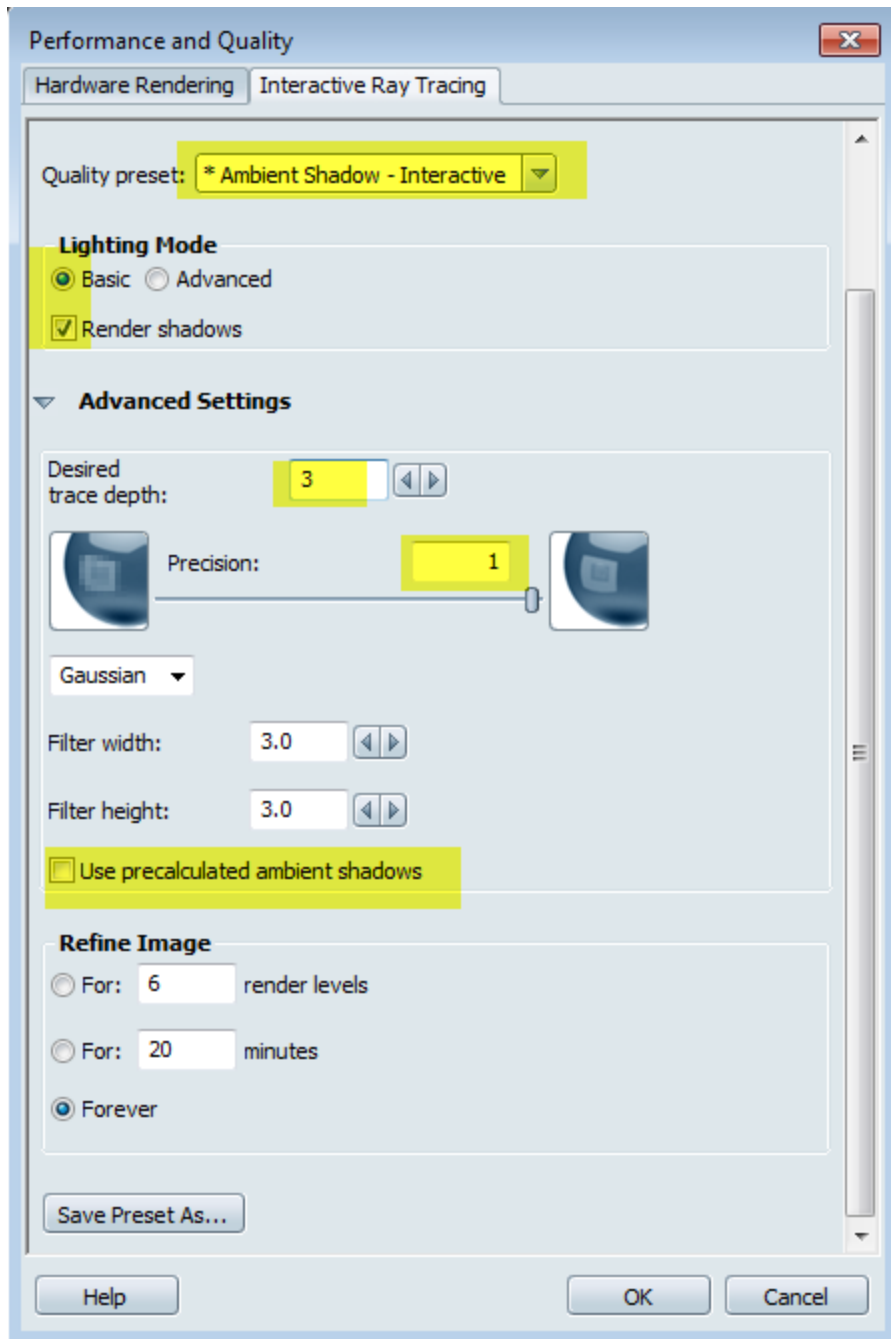 Performance and Quality
Hardware Rendering Interactive Ray Tracing
Quality preset: * Ambient Shadow - Interactive
Lighting Mode
Basic Advanced
Render shadows
Advanced Settings
Desired
trace depth: 3
Precision: 1
Gaussian
Filter width: 3.0
Filter height: 3.0
Use precalculated ambient shadows
Refine Image
For: 6 render levels
For: 20 minutes
Forever
Save Preset As...
Help OK Cancel